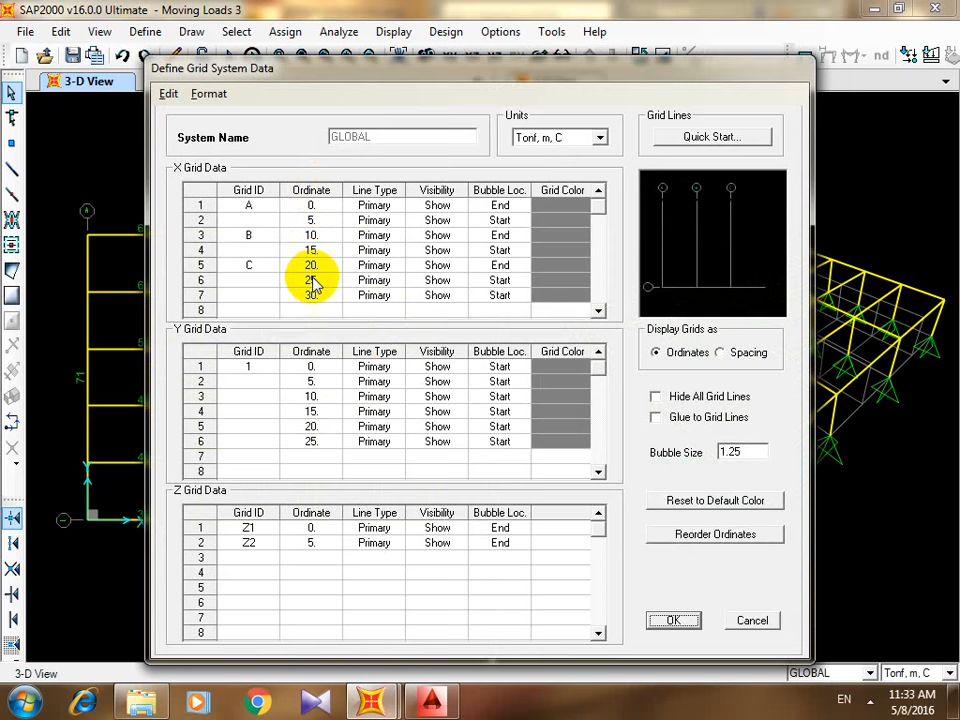 SAP2000 v16.0.0 Ultimate - Moving Loads 3
File Edit View Define Draw Select Assign Analyze Display Design Options Tools Help
nd
3-D View
Define Grid System Data
Edit Format
System Name GLOBAL
Units
Tonf, m, C
Grid Lines
Quick Start...
X Grid Data
Grid ID Ordinate Line Type Visibility Bubble Loc. Grid Color
1 A 0. Primary Show End
2 5. Primary Show Start
3 B 10. Primary Show End
4 15. Primary Show Start
5 C 20. Primary Show End
6 25. Primary Show Start
7 30. Primary Show Start
8
Y Grid Data
Grid ID Ordinate Line Type Visibility Bubble Loc. Grid Color
1 1 0. Primary Show Start
2 5. Primary Show Start
3 10. Primary Show Start
4 15. Primary Show Start
5 20. Primary Show Start
6 25. Primary Show Start
7
8
Z Grid Data
Grid ID Ordinate Line Type Visibility Bubble Loc.
1 Z1 0. Primary Show End
2 Z2 5. Primary Show End
3
4
5
6
7
8
Display Grids as
Ordinates Spacing
Hide All Grid Lines
Glue to Grid Lines
Bubble Size 1.25
Reset to Default Color
Reorder Ordinates
OK Cancel
A
71
3-D View
GLOBAL
Tonf, m, C
EN
11:33 AM
5/8/2016